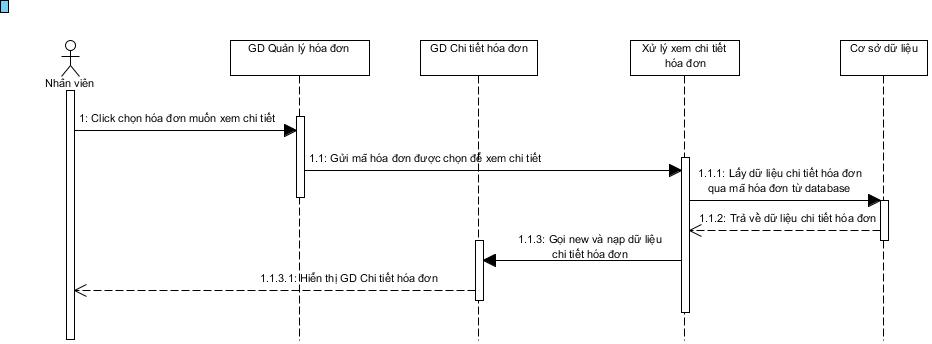 GD Quản lý hóa đơn
GD Chi tiết hóa đơn
Xử lý xem chi tiết
hóa đơn
Cơ sở dữ liệu
Nhân viên
1: Click chọn hóa đơn muốn xem chi tiết
1.1: Gửi mã hóa đơn được chọn để xem chi tiết
1.1.1: Lấy dữ liệu chi tiết hóa đơn
qua mã hóa đơn từ database
1.1.2: Trả về dữ liệu chi tiết hóa đơn
1.1.3: Gọi new và nạp dữ liệu
chi tiết hóa đơn
1.1.3.1: Hiển thị GD Chi tiết hóa đơn